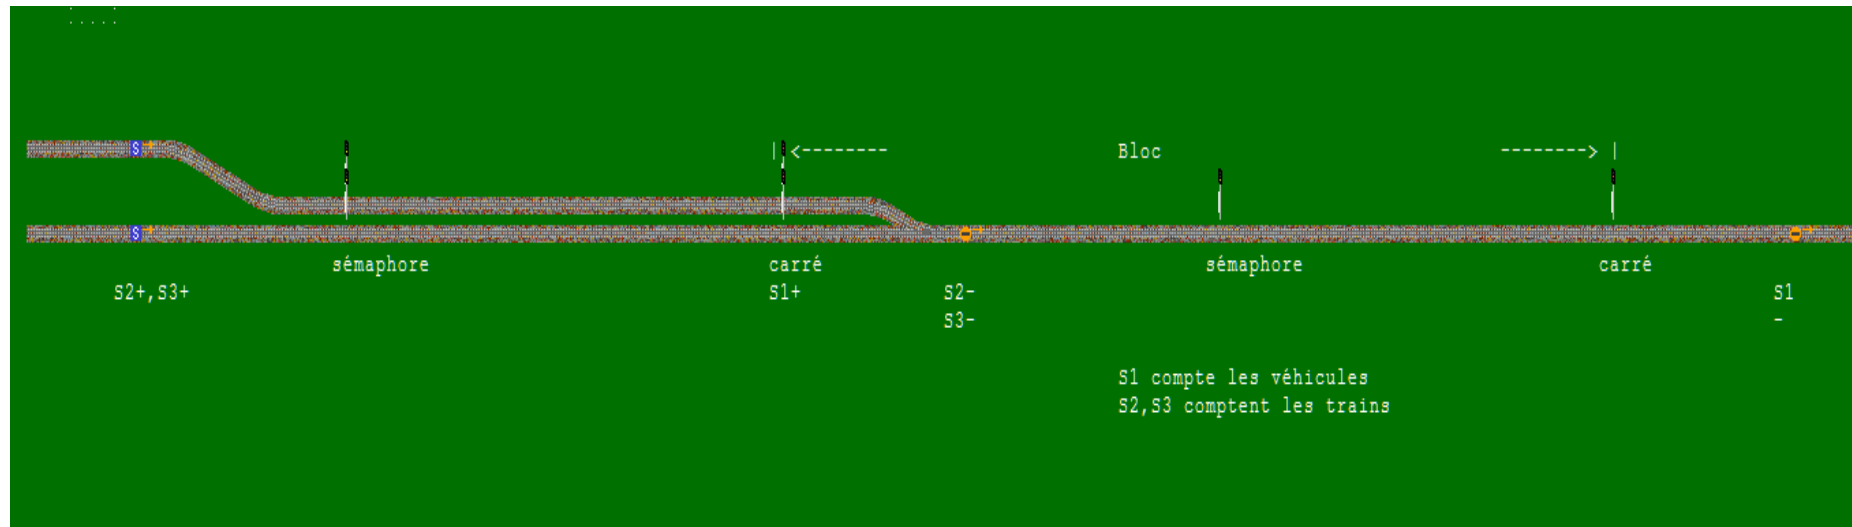 S
|<-------- Bloc --------> |
S
sémaphore carré sémaphore carré
S2+,S3+ S1+ S2- S1
S3- -
S1 compte les véhicules
S2,S3 comptent les trains